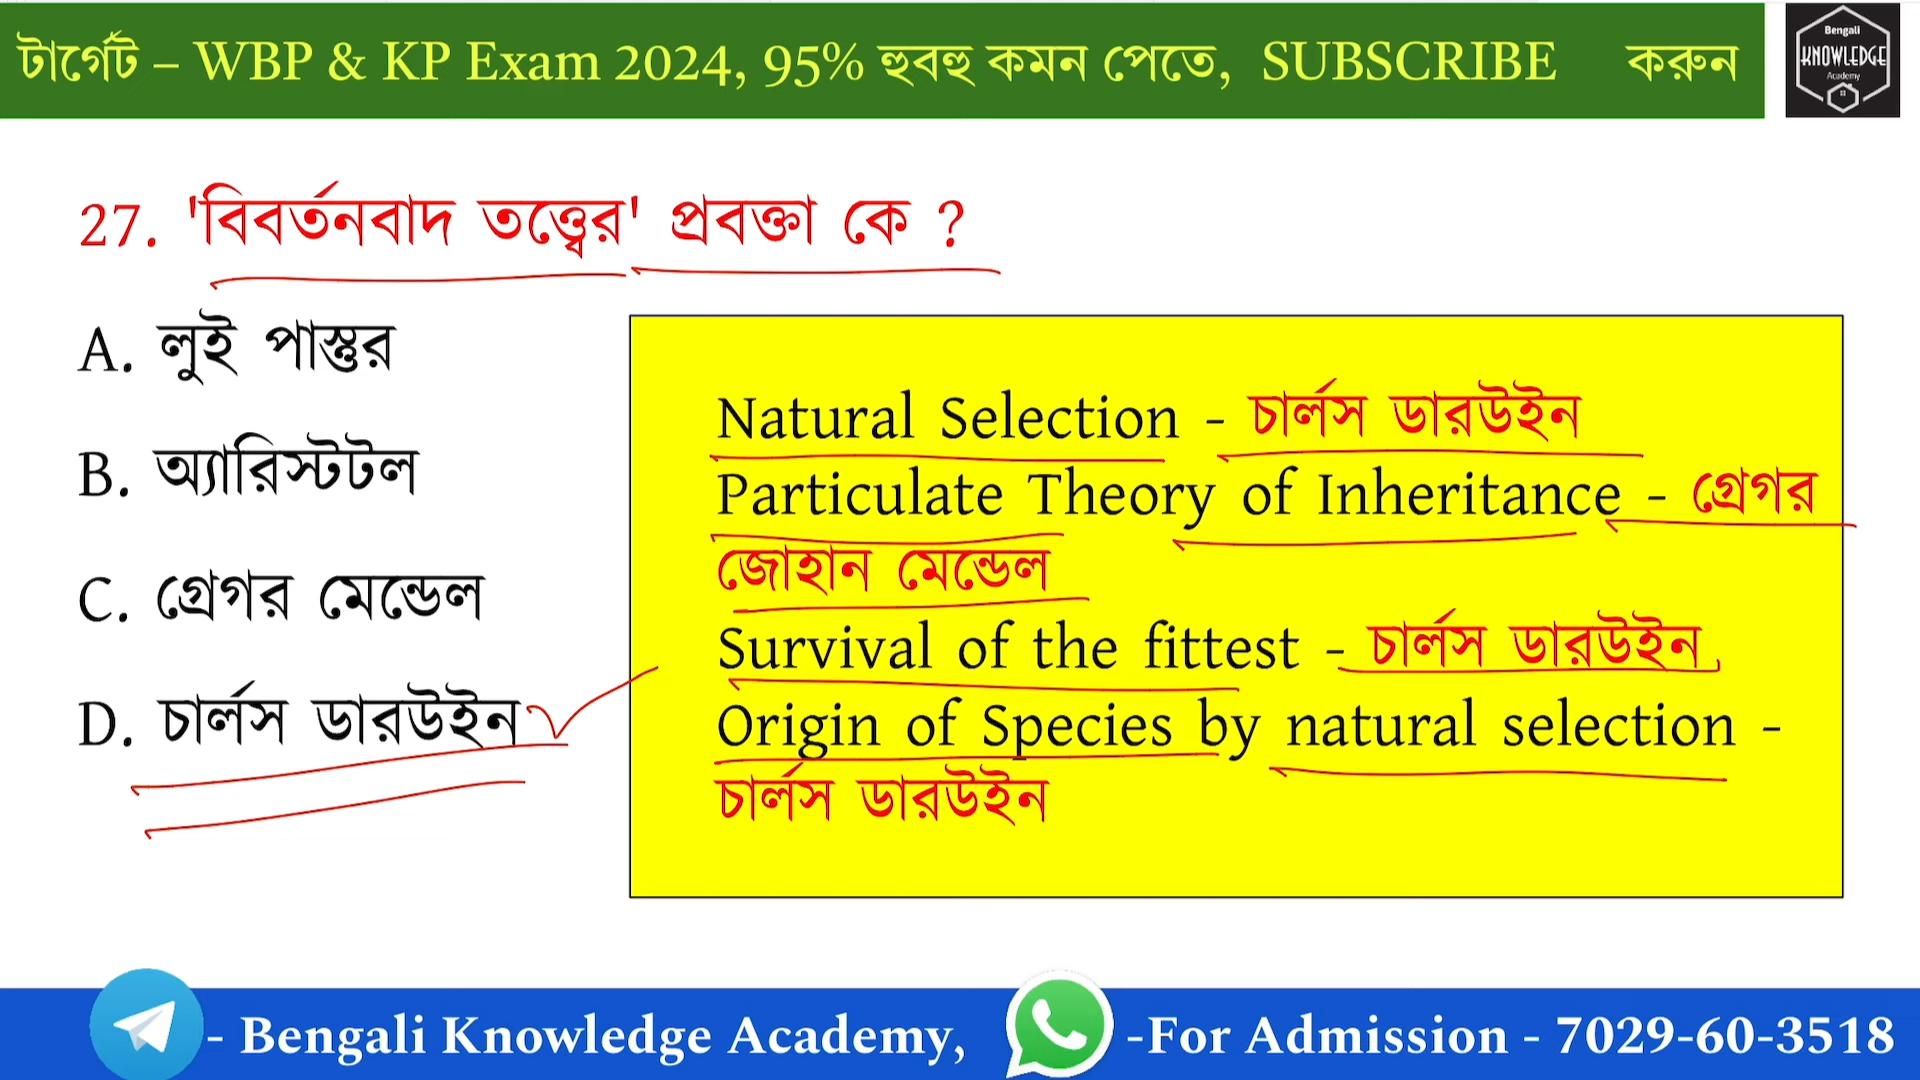 টার্গেট – WBP & KP Exam 2024, 95% হুবহু কমন পেতে, SUBSCRIBE করুন
Bengali
KNOWLEDGE
Academy
27. 'বিবর্তনবাদ তত্ত্বের' প্রবক্তা কে ?
A. লুই পাস্তুর
B. অ্যারিস্টটল
C. গ্রেগর মেন্ডেল
D. চার্লস ডারউইন
Natural Selection - চার্লস ডারউইন
Particulate Theory of Inheritance - গ্রেগর
জোহান মেন্ডেল
Survival of the fittest - চার্লস ডারউইন
Origin of Species by natural selection -
চার্লস ডারউইন
- Bengali Knowledge Academy, -For Admission - 7029-60-3518